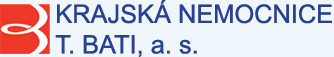 KRAJSKÁ NEMOCNICE
T. BATI, a. s.